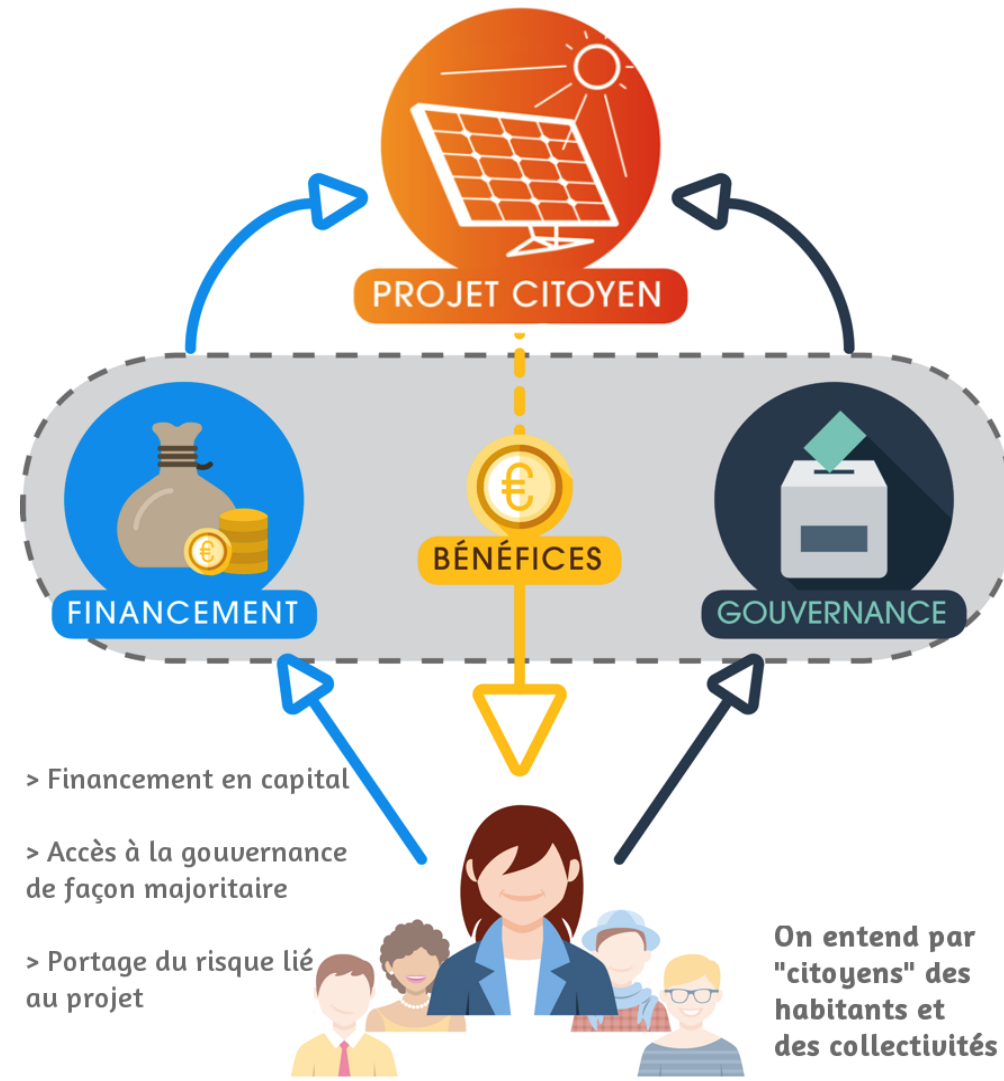 PROJET CITOYEN
€
€
BÉNÉFICES
FINANCEMENT
GOUVERNANCE
> Financement en capital
> Accès à la gouvernance
de façon majoritaire
> Portage du risque lié
au projet
On entend par
"citoyens" des
habitants et
des collectivités